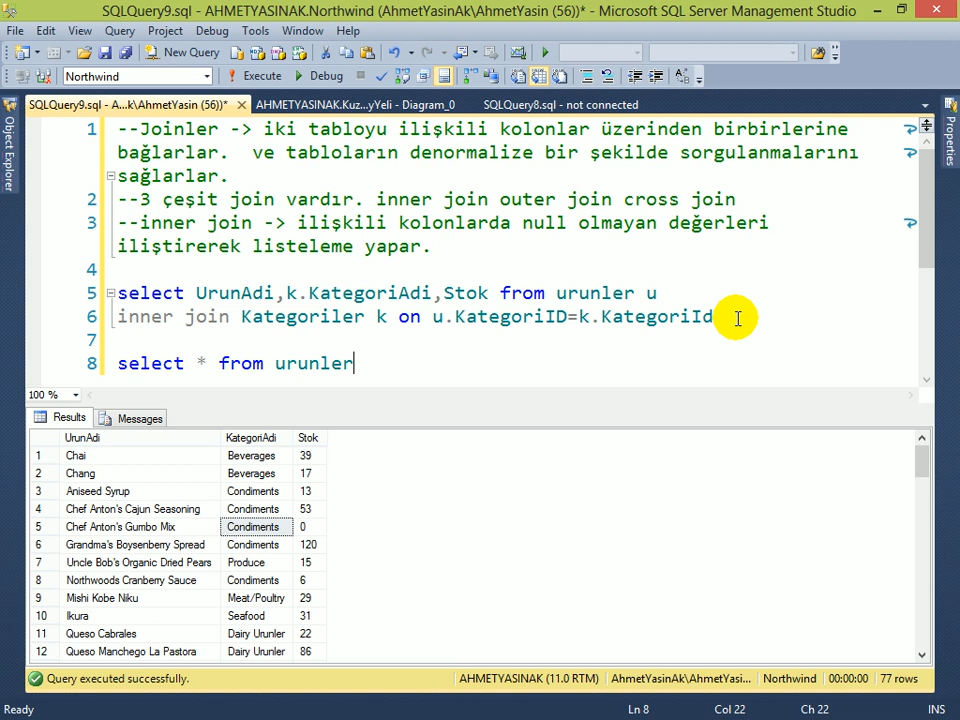 SQLQuery9.sql - AHMETYASINAK.Northwind (AhmetYasinAk\AhmetYasin (56))* - Microsoft SQL Server Management Studio
File Edit View Query Project Debug Tools Window Help
New Query
Northwind Execute Debug
SQLQuery9.sql - A...k\AhmetYasin (56))* AHMETYASINAK.Kuz...yYeli - Diagram_0 SQLQuery8.sql - not connected
Object Explorer
Properties
1 --Joinler -> iki tabloyu ilişkili kolonlar üzerinden birbirlerine
bağlarlar. ve tabloların denormalize bir şekilde sorgulanmalarını
sağlarlar.
2 --3 çeşit join vardır. inner join outer join cross join
3 --inner join -> ilişkili kolonlarda null olmayan değerleri
iliştirerek listeleme yapar.
4
5 select UrunAdi,k.KategoriAdi,Stok from urunler u
6 inner join Kategoriler k on u.KategoriID=k.KategoriId
7
8 select * from urunler
100 %
Results Messages
UrunAdi KategoriAdi Stok
1 Chai Beverages 39
2 Chang Beverages 17
3 Aniseed Syrup Condiments 13
4 Chef Anton's Cajun Seasoning Condiments 53
5 Chef Anton's Gumbo Mix Condiments 0
6 Grandma's Boysenberry Spread Condiments 120
7 Uncle Bob's Organic Dried Pears Produce 15
8 Northwoods Cranberry Sauce Condiments 6
9 Mishi Kobe Niku Meat/Poultry 29
10 Ikura Seafood 31
11 Queso Cabrales Dairy Urunler 22
12 Queso Manchego La Pastora Dairy Urunler 86
Query executed successfully. AHMETYASINAK (11.0 RTM) AhmetYasinAk\AhmetYasi... Northwind 00:00:00 77 rows
Ready Ln 8 Col 22 Ch 22 INS